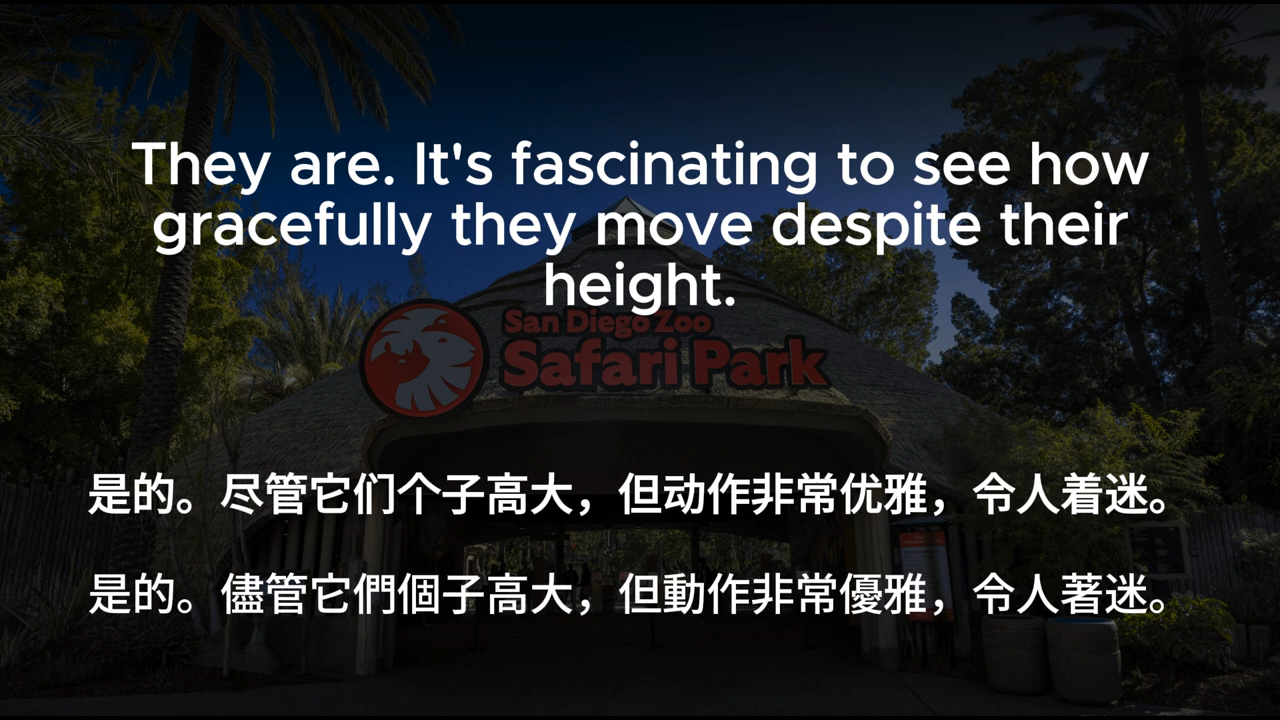 They are. It's fascinating to see how
gracefully they move despite their
height.
San Diego Zoo
Safari Park
是的。尽管它们个子高大，但动作非常优雅，令人着迷。
是的。儘管它們個子高大，但動作非常優雅，令人著迷。